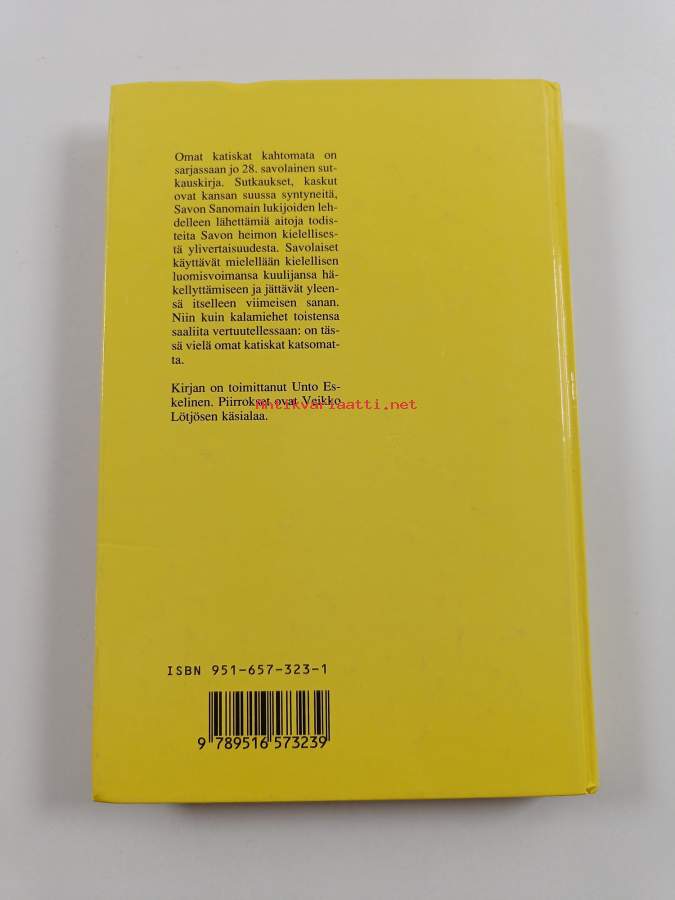 Omat katiskat kahtomata on
sarjassaan jo 28. savolainen sut-
kauskirja. Sutkaukset, kaskut
ovat kansan suussa syntyneitä,
Savon Sanomain lukijoiden leh-
delleen lähettämiä aitoja todis-
teita Savon heimon kielellises-
tä ylivertaisuudesta. Savolaiset
käyttävät mielellään kielellisen
luomisvoimansa kuulijansa hä-
kellyttämiseen ja jättävät yleen-
sä itselleen viimeisen sanan.
Niin kuin kalamiehet toistensa
saaliita vertuutellessaan: on täs-
sä vielä omat katiskat katsomat-
ta.
Kirjan on toimittanut Unto Es-
kelinen. Piirrokset ovat Veikko
Lötjösen käsialaa.
Antikvariaatti.net
ISBN 951-657-323-1
9 789516 573239